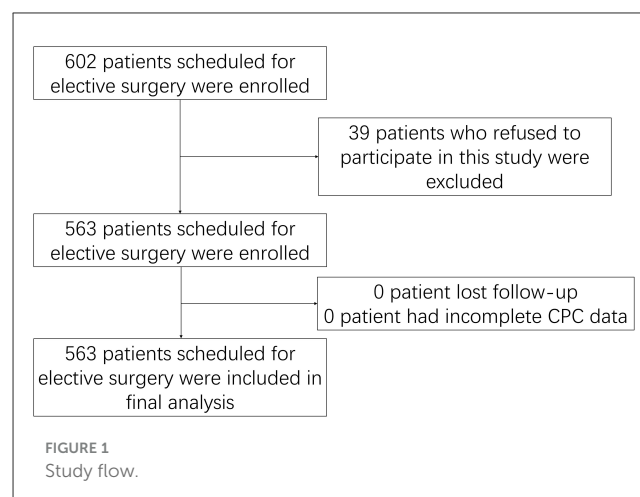 602 patients scheduled for
elective surgery were enrolled
39 patients who refused to
participate in this study were
excluded
563 patients scheduled for
elective surgery were enrolled
0 patient lost follow-up
0 patient had incomplete CPC data
563 patients scheduled for
elective surgery were included in
final analysis
FIGURE 1
Study flow.